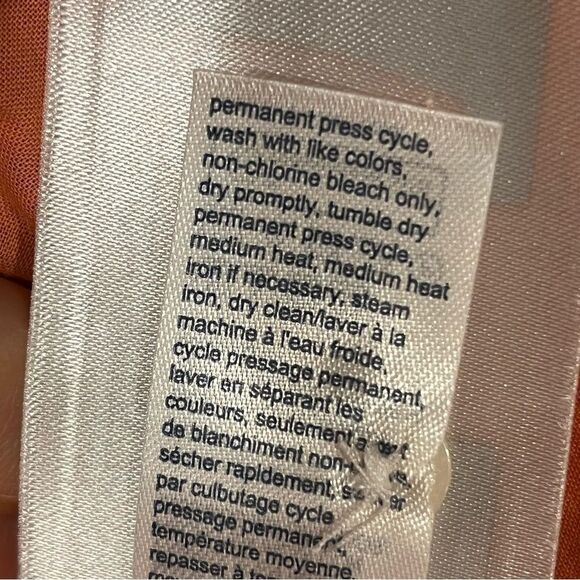 permanent press cycle,
wash with like colors,
non-chlorine bleach only,
dry promptly, tumble dry
permanent press cycle,
medium heat, medium heat
iron if necessary, steam
iron, dry clean/laver à la
machine à l'eau froide,
cycle pressage permanent,
laver en séparant les
couleurs, seulement
de blanchiment
sécher rapidement,
par culbutage cycle
pressage
température moyenne,
repasser à